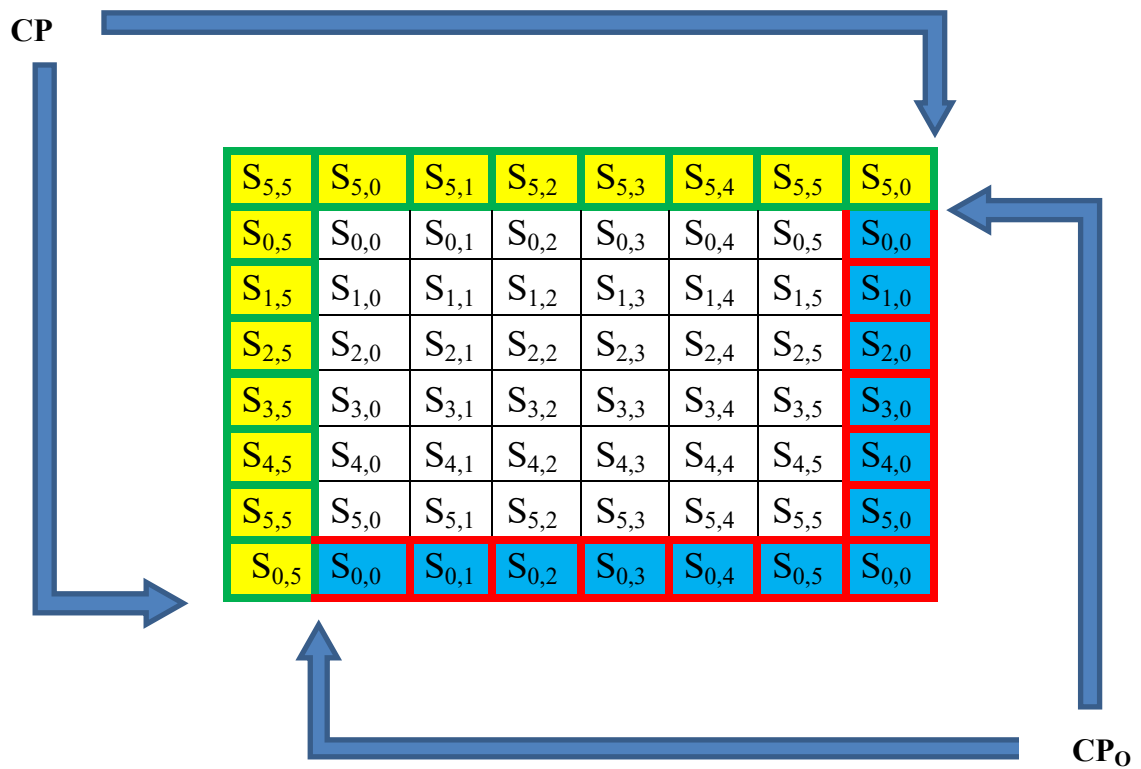 CP
S5,5 S5,0 S5,1 S5,2 S5,3 S5,4 S5,5 S5,0
S0,5 S0,0 S0,1 S0,2 S0,3 S0,4 S0,5 S0,0
S1,5 S1,0 S1,1 S1,2 S1,3 S1,4 S1,5 S1,0
S2,5 S2,0 S2,1 S2,2 S2,3 S2,4 S2,5 S2,0
S3,5 S3,0 S3,1 S3,2 S3,3 S3,4 S3,5 S3,0
S4,5 S4,0 S4,1 S4,2 S4,3 S4,4 S4,5 S4,0
S5,5 S5,0 S5,1 S5,2 S5,3 S5,4 S5,5 S5,0
S0,5 S0,0 S0,1 S0,2 S0,3 S0,4 S0,5 S0,0
CPO